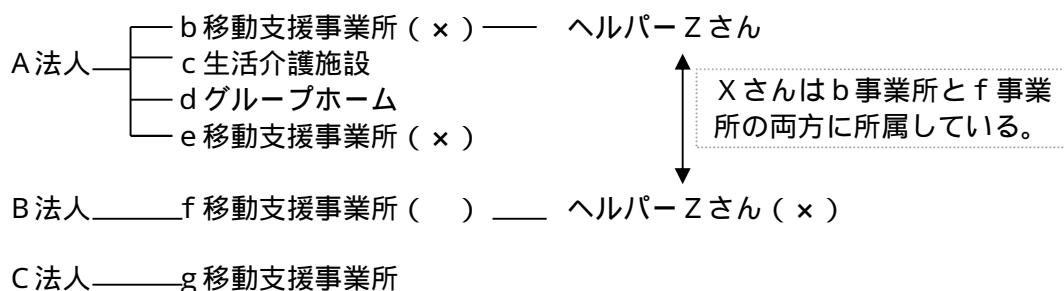 b移動支援事業所(×) ヘルパーZさん
A法人 c生活介護施設
dグループホーム
e移動支援事業所(×)
Xさんはb事業所とf事業
所の両方に所属している。
B法人 f移動支援事業所( ) ヘルパーZさん(×)
C法人 g移動支援事業所